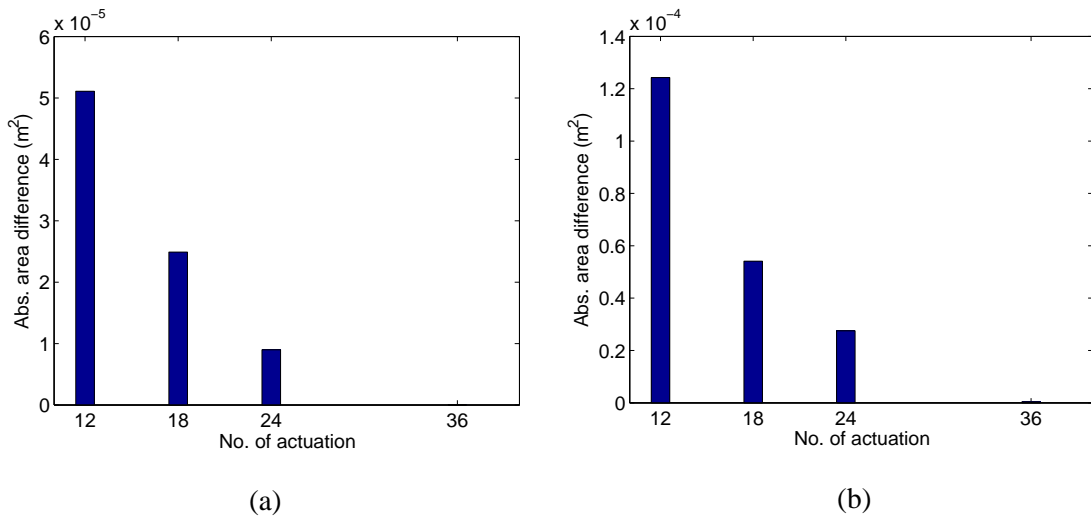 x 10⁻⁵
6
5
4
3
2
1
0
Abs. area difference (m²)
12 18 24 36
No. of actuation
(a)
x 10⁻⁴
1.4
1.2
1
0.8
0.6
0.4
0.2
0
Abs. area difference (m²)
12 18 24 36
No. of actuation
(b)